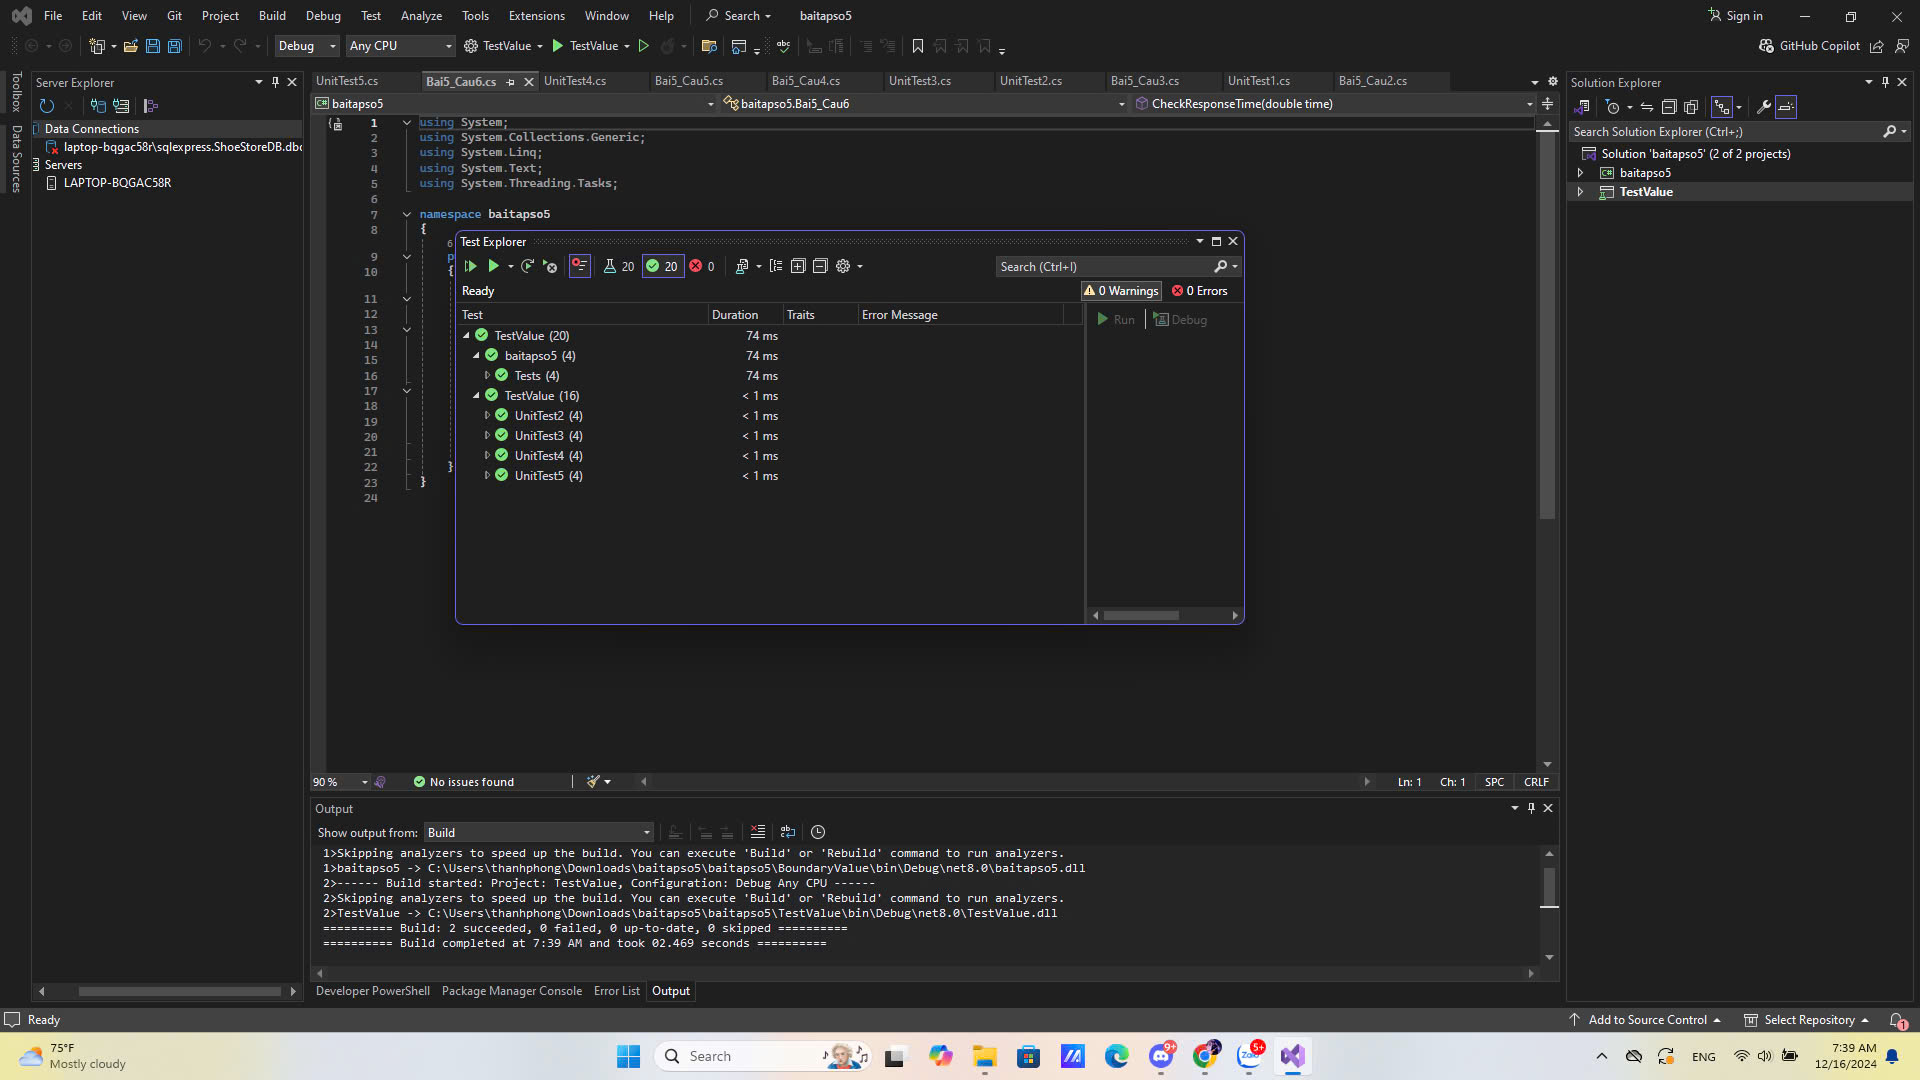 File Edit View Git Project Build Debug Test Analyze Tools Extensions Window Help Search baitapso5 Sign in
Debug Any CPU TestValue TestValue GitHub Copilot
Toolbox
Data Sources
Server Explorer
Data Connections
laptop-bqgac58r\sqlexpress.ShoeStoreDB.dbo
Servers
LAPTOP-BQGAC58R
UnitTest5.cs Bai5_Cau6.cs UnitTest4.cs Bai5_Cau5.cs Bai5_Cau4.cs UnitTest3.cs UnitTest2.cs Bai5_Cau3.cs UnitTest1.cs Bai5_Cau2.cs
baitapso5 baitapso5.Bai5_Cau6 CheckResponseTime(double time)
1 using System;
2 using System.Collections.Generic;
3 using System.Linq;
4 using System.Text;
5 using System.Threading.Tasks;
6
7 namespace baitapso5
8 {
6
9 p
10 {
11
12
13
14
15
16
17
18
19
20
21
22 }
23 }
24
Test Explorer
20 20 0 Search (Ctrl+I)
Ready 0 Warnings 0 Errors
Test Duration Traits Error Message
Run Debug
TestValue (20) 74 ms
baitapso5 (4) 74 ms
Tests (4) 74 ms
TestValue (16) < 1 ms
UnitTest2 (4) < 1 ms
UnitTest3 (4) < 1 ms
UnitTest4 (4) < 1 ms
UnitTest5 (4) < 1 ms
90 % No issues found Ln: 1 Ch: 1 SPC CRLF
Output
Show output from: Build
1>Skipping analyzers to speed up the build. You can execute 'Build' or 'Rebuild' command to run analyzers.
1>baitapso5 -> C:\Users\thanhphong\Downloads\baitapso5\baitapso5\BoundaryValue\bin\Debug\net8.0\baitapso5.dll
2>------ Build started: Project: TestValue, Configuration: Debug Any CPU ------
2>Skipping analyzers to speed up the build. You can execute 'Build' or 'Rebuild' command to run analyzers.
2>TestValue -> C:\Users\thanhphong\Downloads\baitapso5\baitapso5\TestValue\bin\Debug\net8.0\TestValue.dll
========== Build: 2 succeeded, 0 failed, 0 up-to-date, 0 skipped ==========
========== Build completed at 7:39 AM and took 02.469 seconds ==========
Developer PowerShell Package Manager Console Error List Output
Solution Explorer
Search Solution Explorer (Ctrl+;)
Solution 'baitapso5' (2 of 2 projects)
baitapso5
TestValue
Ready Add to Source Control Select Repository 1
75°F
Mostly cloudy
Search
9+
Zalo
5+
ENG
7:39 AM
12/16/2024